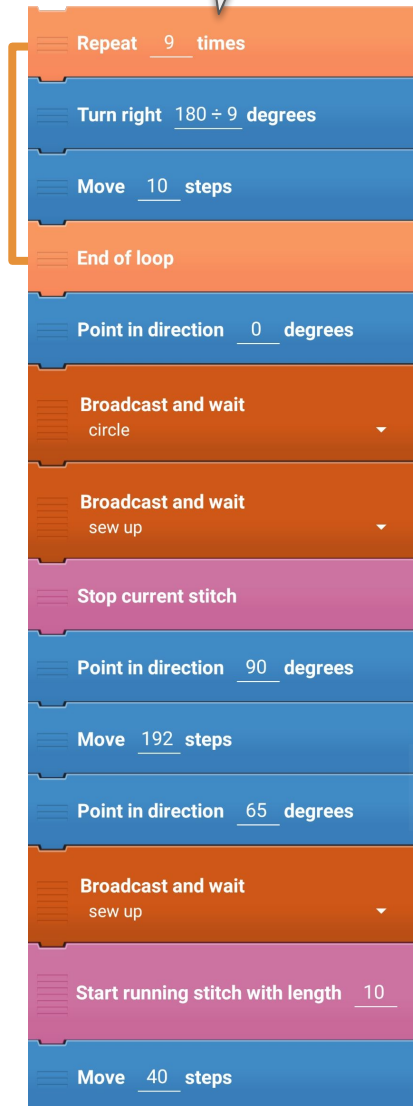 Repeat 9 times
Turn right 180 ÷ 9 degrees
Move 10 steps
End of loop
Point in direction 0 degrees
Broadcast and wait
circle
Broadcast and wait
sew up
Stop current stitch
Point in direction 90 degrees
Move 192 steps
Point in direction 65 degrees
Broadcast and wait
sew up
Start running stitch with length 10
Move 40 steps